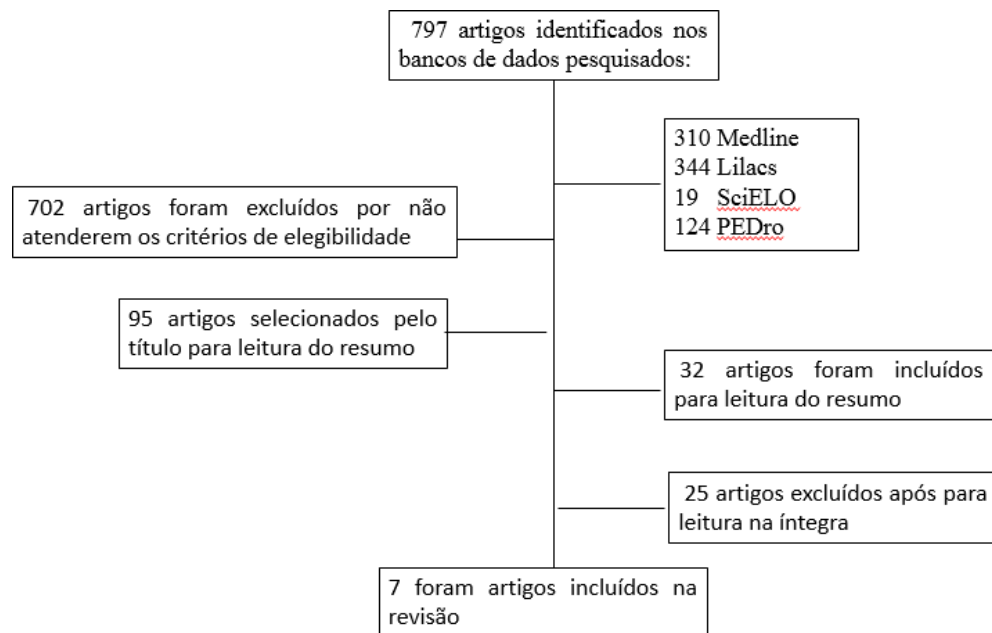 797 artigos identificados nos
bancos de dados pesquisados:
310 Medline
344 Lilacs
19 SciELO
124 PEDro
702 artigos foram excluídos por não
atenderem os critérios de elegibilidade
95 artigos selecionados pelo
título para leitura do resumo
32 artigos foram incluídos
para leitura do resumo
25 artigos excluídos após para
leitura na íntegra
7 foram artigos incluídos na
revisão